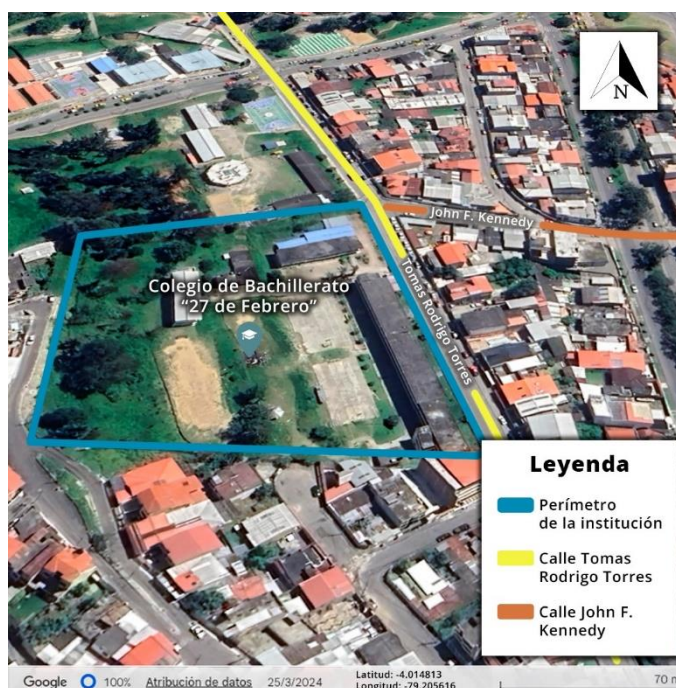 N
John F. Kennedy
Tomas Rodrigo Torres
Colegio de Bachillerato
“27 de Febrero”
Leyenda
Perímetro
de la institución
Calle Tomas
Rodrigo Torres
Calle John F.
Kennedy
Google
100%
Atribución de datos
25/3/2024
Latitud: -4.014813
Longitud: -79.205616
70 m